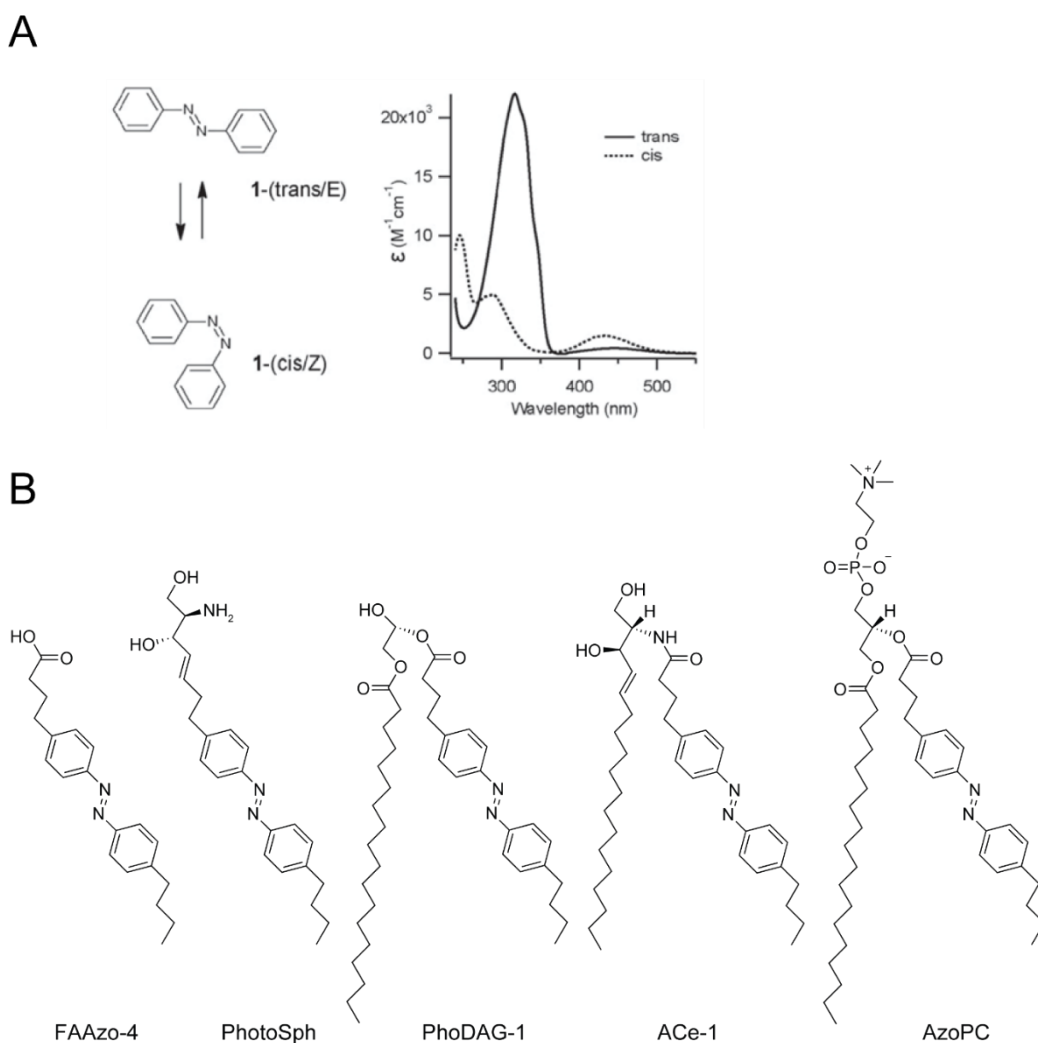 A
N
N
1-(trans/E)
N
N
1-(cis/Z)
20x10³
15
10
5
0
ε (M⁻¹cm⁻¹)
trans
cis
300
400
500
Wavelength (nm)
B
HO
O
N
N
FAAzo-4
OH
NH₂
HO
N
N
PhotoSph
HO
O
O
O
O
N
N
PhoDAG-1
OH
H
NH
HO
O
N
N
ACe-1
N⁺
O
O=P-O⁻
O
H
O
O
O
O
N
N
AzoPC